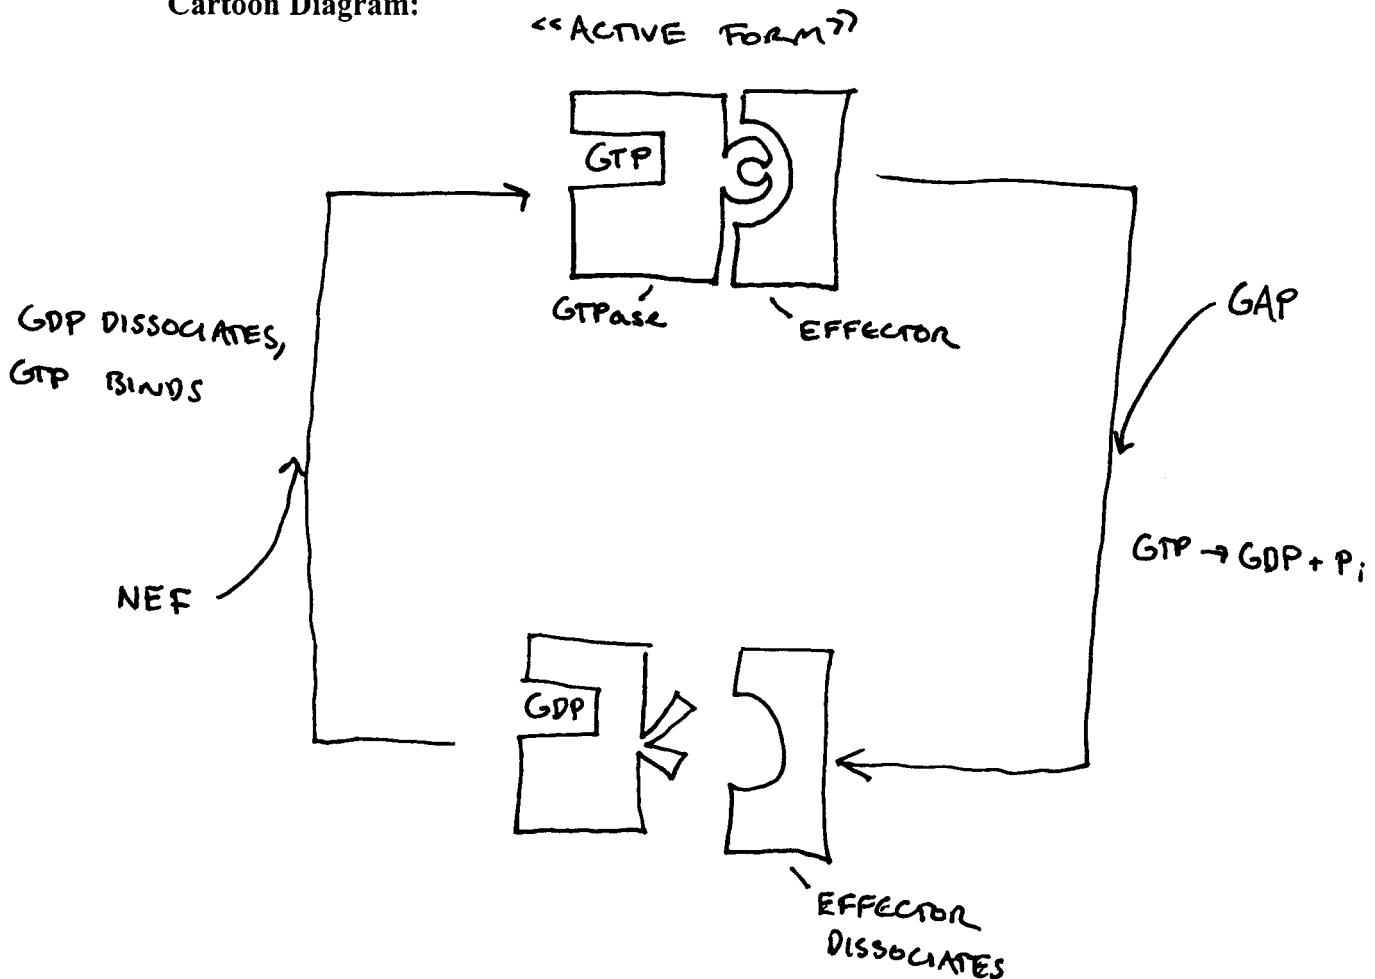 Cartoon Diagram:
<<ACTIVE FORM>>
GTP
GTPase
EFFECTOR
GAP
GDP DISSOCIATES,
GTP BINDS
NEF
GTP → GDP + Pi
GDP
EFFECTOR
DISSOCIATES